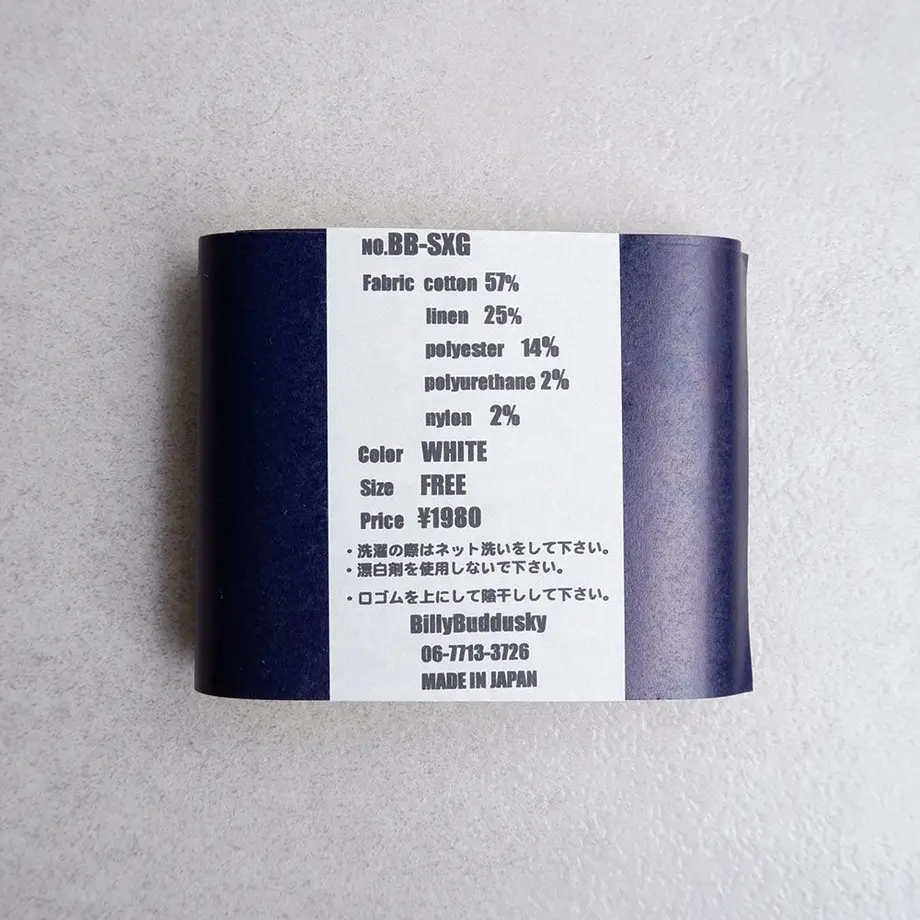 NO.BB-SXG
Fabric cotton 57%
linen 25%
polyester 14%
polyurethane 2%
nylon 2%
Color WHITE
Size FREE
Price ¥1980
・洗濯の際はネット洗いをして下さい。
・漂白剤を使用しないで下さい。
・口ゴムを上にして陰干しして下さい。
BillyBuddusky
06-7713-3726
MADE IN JAPAN